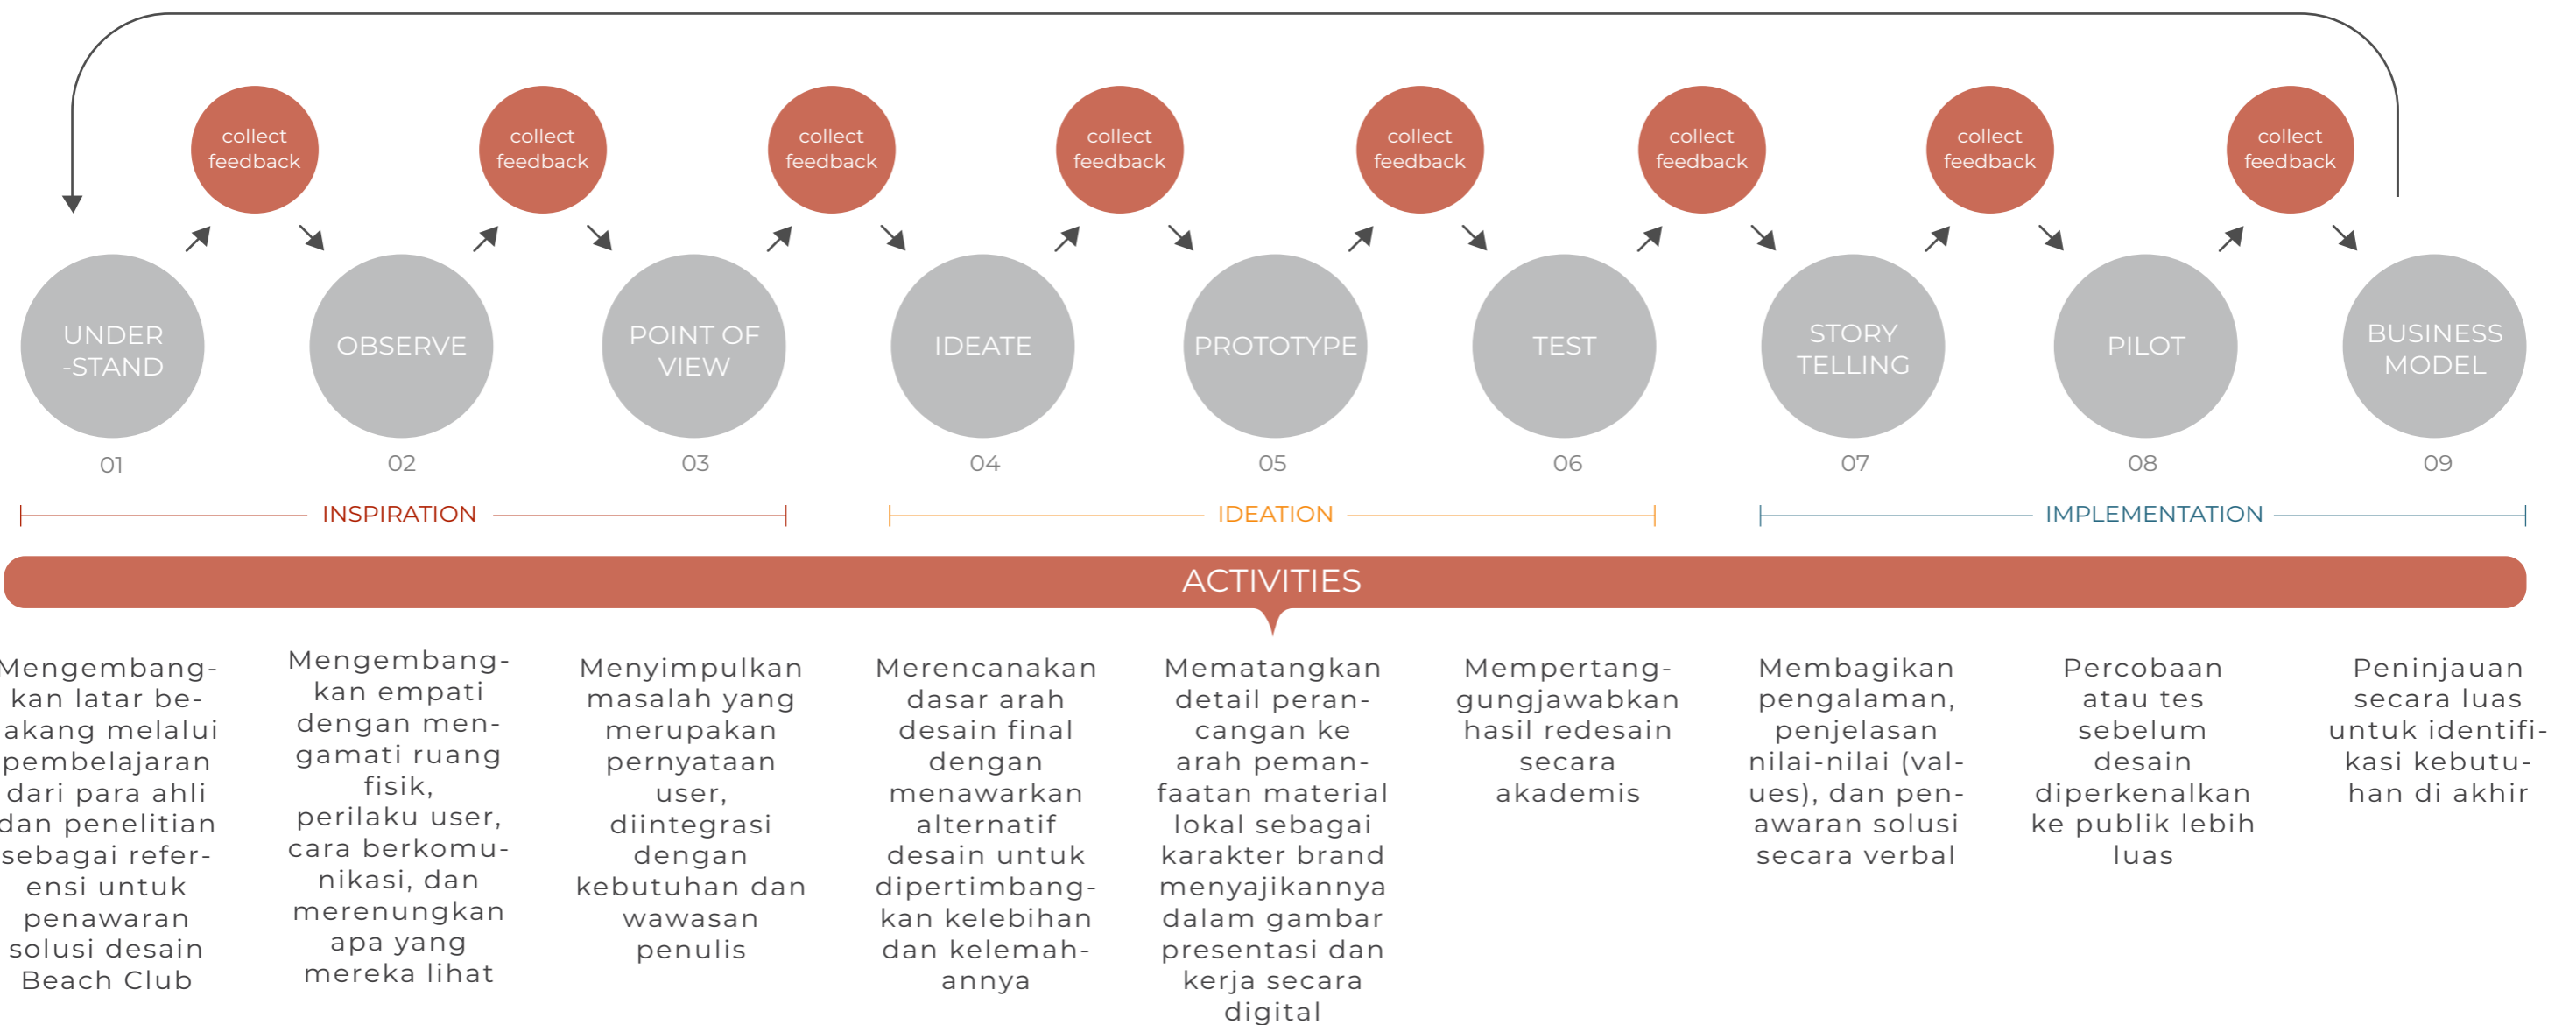 collect
feedback
collect
feedback
collect
feedback
collect
feedback
collect
feedback
collect
feedback
collect
feedback
collect
feedback
UNDER
-STAND
OBSERVE
POINT OF
VIEW
IDEATE
PROTOTYPE
TEST
STORY
TELLING
PILOT
BUSINESS
MODEL
01
02
03
04
05
06
07
08
09
INSPIRATION
IDEATION
IMPLEMENTATION
ACTIVITIES
Mengembang-
kan latar be-
akang melalui
pembelajaran
dari para ahli
dan penelitian
sebagai refer-
ensi untuk
penawaran
solusi desain
Beach Club
Mengembang-
kan empati
dengan men-
gamati ruang
fisik,
perilaku user,
cara berkomu-
nikasi, dan
merenungkan
apa yang
mereka lihat
Menyimpulkan
masalah yang
merupakan
pernyataan
user,
diintegrasi
dengan
kebutuhan dan
wawasan
penulis
Merencanakan
dasar arah
desain final
dengan
menawarkan
alternatif
desain untuk
dipertimbang-
kan kelebihan
dan kelemah-
annya
Mematangkan
detail peran-
cangan ke
arah peman-
faatan material
lokal sebagai
karakter brand
menyajikannya
dalam gambar
presentasi dan
kerja secara
digital
Mempertang-
gungjawabkan
hasil redesain
secara
akademis
Membagikan
pengalaman,
penjelasan
nilai-nilai (val-
ues), dan pen-
awaran solusi
secara verbal
Percobaan
atau tes
sebelum
desain
diperkenalkan
ke publik lebih
luas
Peninjauan
secara luas
untuk identifi-
kasi kebutu-
han di akhir